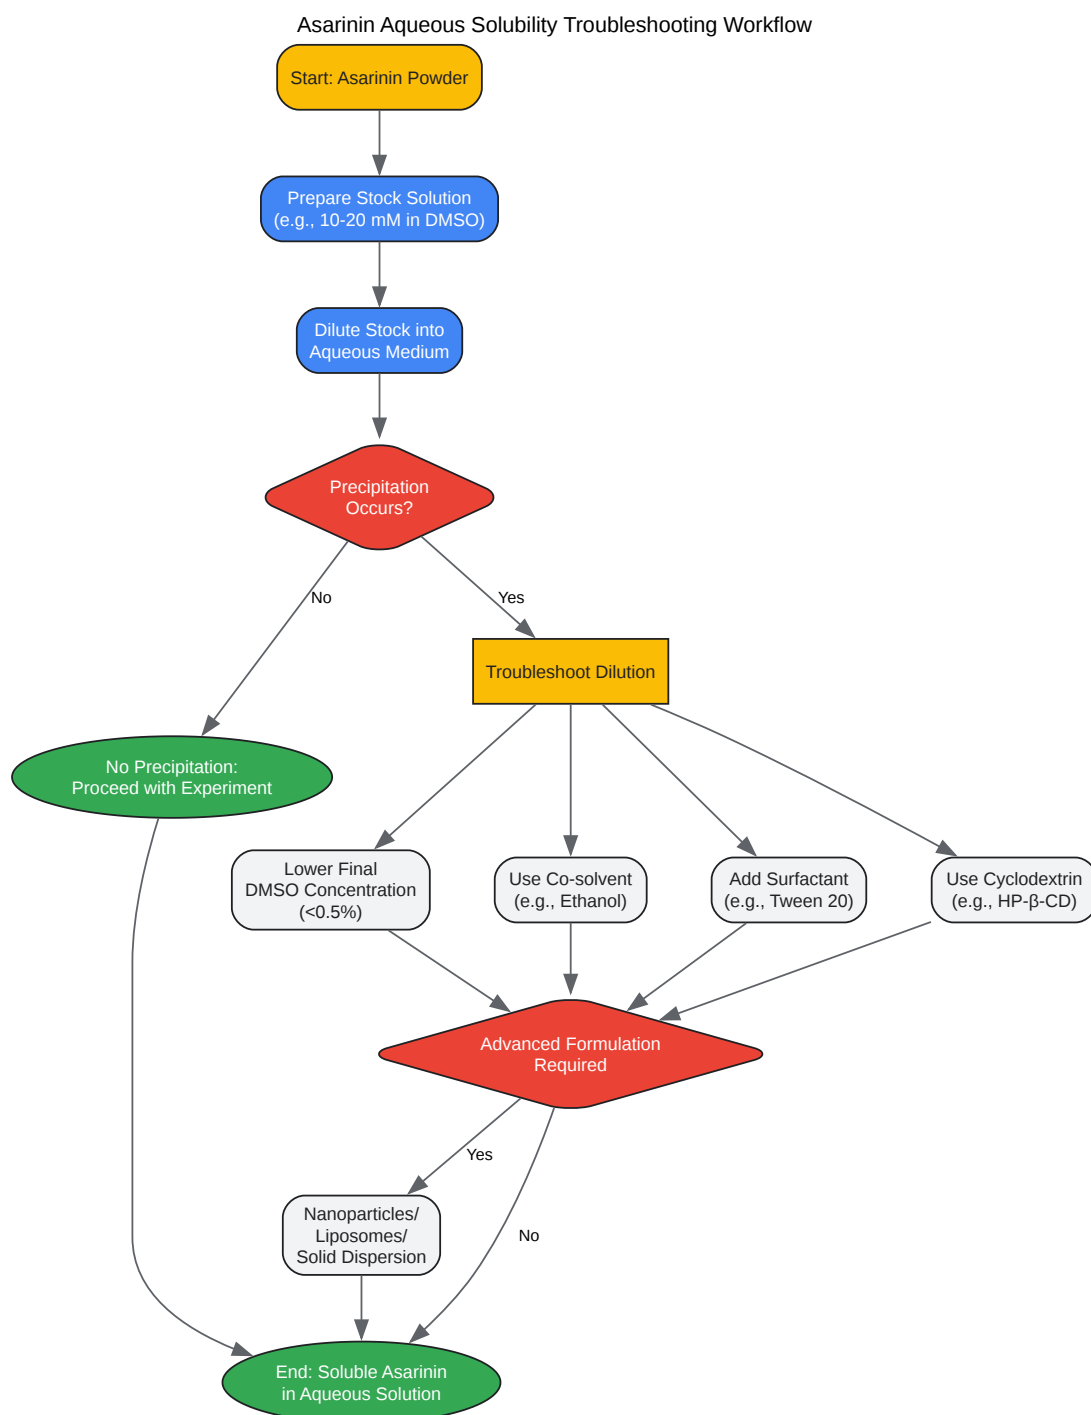 Asarinin Aqueous Solubility Troubleshooting Workflow
Start: Asarinin Powder
Prepare Stock Solution
(e.g., 10-20 mM in DMSO)
Dilute Stock into
Aqueous Medium
Precipitation
Occurs?
No
Yes
Troubleshoot Dilution
No Precipitation:
Proceed with Experiment
Lower Final
DMSO Concentration
(<0.5%)
Use Co-solvent
(e.g., Ethanol)
Add Surfactant
(e.g., Tween 20)
Use Cyclodextrin
(e.g., HP-β-CD)
Advanced Formulation
Required
Yes
No
Nanoparticles/
Liposomes/
Solid Dispersion
End: Soluble Asarinin
in Aqueous Solution